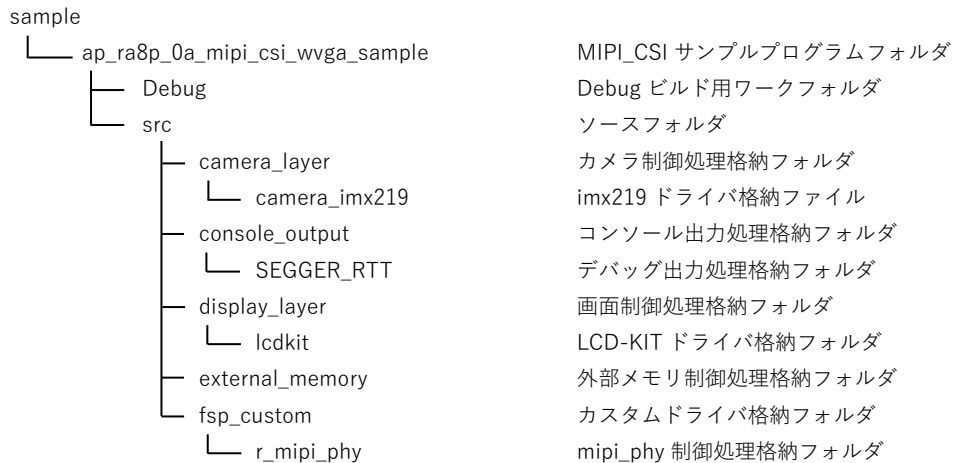 sample
ap_ra8p_0a_mipi_csi_wvga_sample MIPI_CSI サンプルプログラムフォルダ
Debug Debug ビルド用ワークフォルダ
src ソースフォルダ
camera_layer カメラ制御処理格納フォルダ
camera_imx219 imx219 ドライバ格納ファイル
console_output コンソール出力処理格納フォルダ
SEGGER_RTT デバッグ出力処理格納フォルダ
display_layer 画面制御処理格納フォルダ
lcdkit LCD-KIT ドライバ格納フォルダ
external_memory 外部メモリ制御処理格納フォルダ
fsp_custom カスタムドライバ格納フォルダ
r_mipi_phy mipi_phy 制御処理格納フォルダ